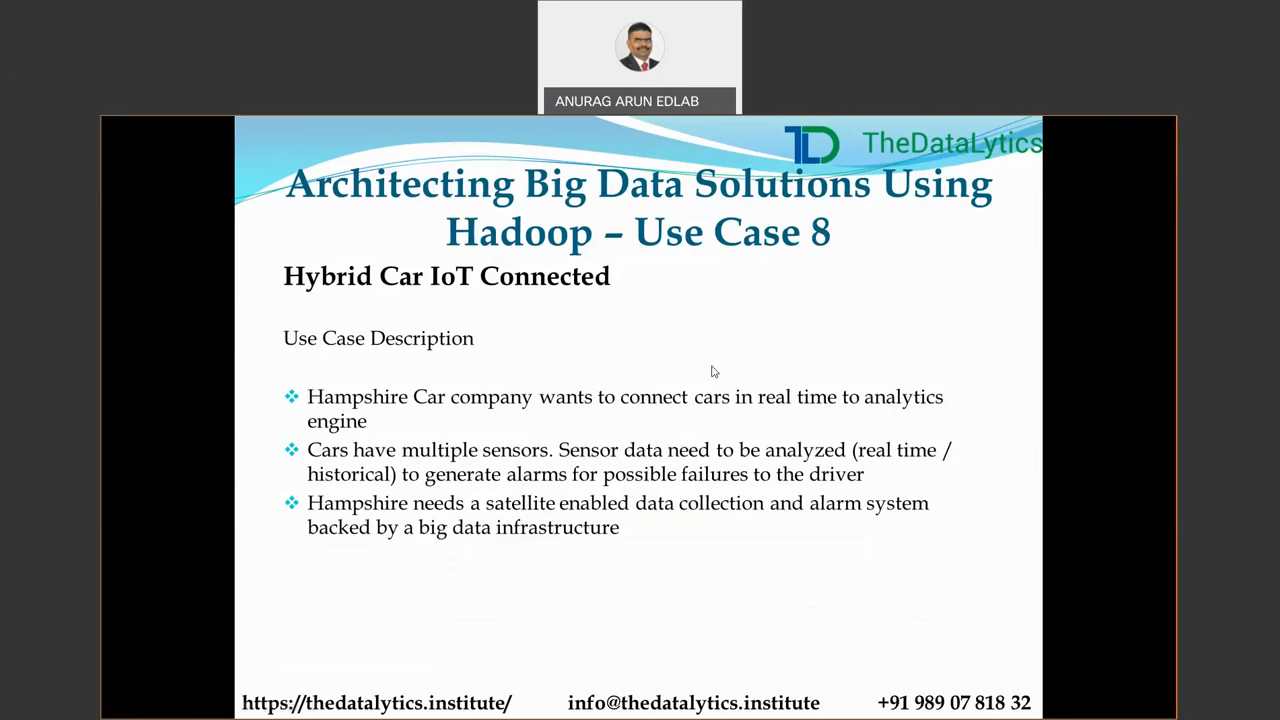 ANURAG ARUN EDLAB
TheDataLytics
Architecting Big Data Solutions Using
Hadoop – Use Case 8
Hybrid Car IoT Connected
Use Case Description
❖ Hampshire Car company wants to connect cars in real time to analytics
engine
❖ Cars have multiple sensors. Sensor data need to be analyzed (real time /
historical) to generate alarms for possible failures to the driver
❖ Hampshire needs a satellite enabled data collection and alarm system
backed by a big data infrastructure
https://thedatalytics.institute/ info@thedatalytics.institute +91 989 07 818 32